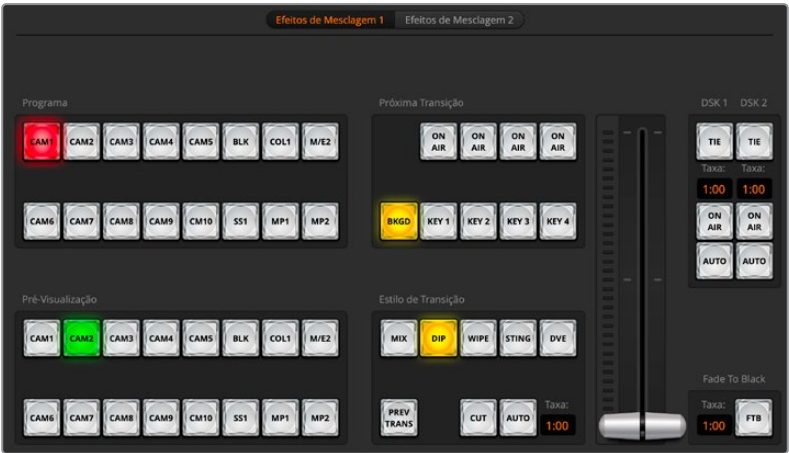 Efeitos de Mesclagem 1 Efeitos de Mesclagem 2
Programa
CAM1 CAM2 CAM3 CAM4 CAM5 BLK COL1 M/E2
CAM6 CAM7 CAM8 CAM9 CM10 SS1 MP1 MP2
Próxima Transição
ON AIR ON AIR ON AIR ON AIR
BKGD KEY 1 KEY 2 KEY 3 KEY 4
DSK 1 DSK 2
TIE TIE
Taxa: Taxa:
1:00 1:00
ON AIR ON AIR
AUTO AUTO
Pré-Visualização
CAM1 CAM2 CAM3 CAM4 CAM5 BLK COL1 M/E2
CAM6 CAM7 CAM8 CAM9 CM10 SS1 MP1 MP2
Estilo de Transição
MIX DIP WIPE STING DVE
PREV TRANS CUT AUTO Taxa: 1:00
Fade To Black
Taxa:
1:00 FTB